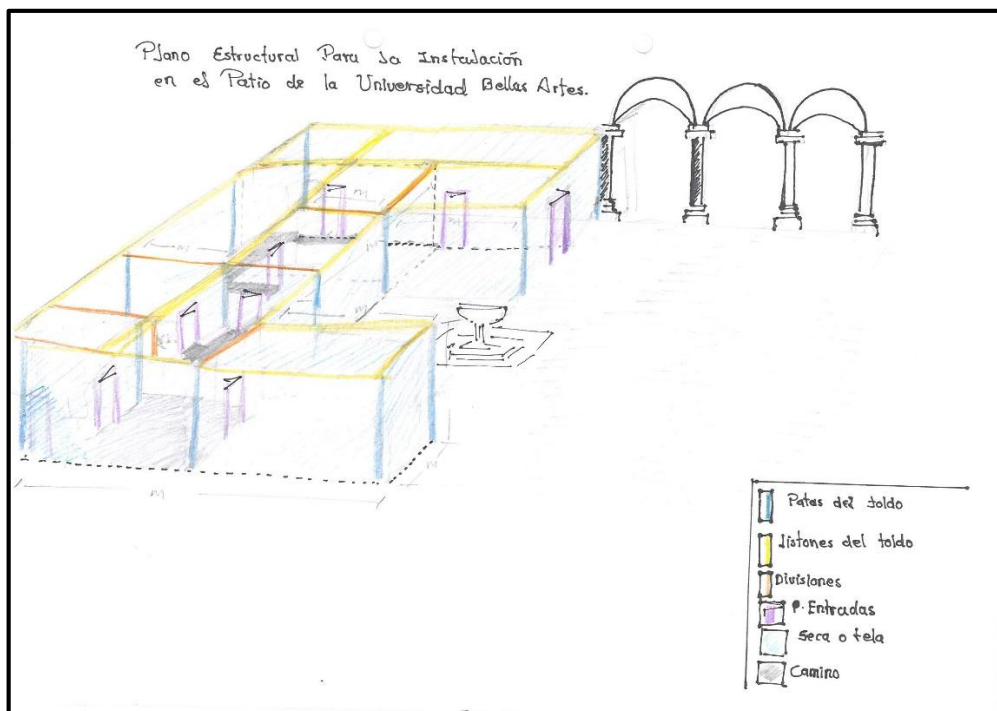 Plano Estructural Para la Instalación
en el Patio de la Universidad Bellas Artes.
m
m
m
m
m
m
m
Patas del toldo
Listones del toldo
Divisiones
P. Entradas
Seca o tela
Camino